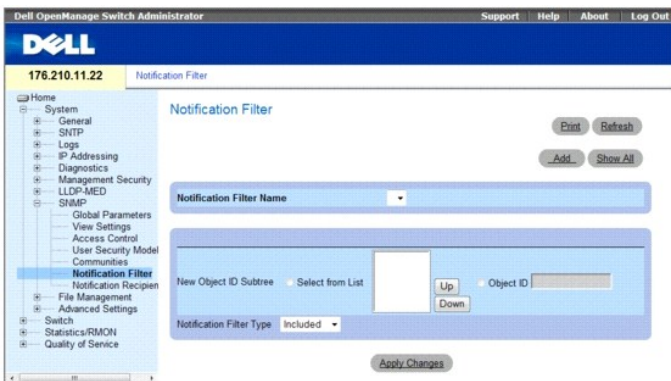 Dell OpenManage Switch Administrator
Support Help About Log Out
DELL
176.210.11.22
Notification Filter
Home
System
General
SNTP
Logs
IP Addressing
Diagnostics
Management Security
LLDP-MED
SNMP
Global Parameters
View Settings
Access Control
User Security Model
Communities
Notification Filter
Notification Recipien
File Management
Advanced Settings
Switch
Statistics/RMON
Quality of Service
Notification Filter
Print Refresh
Add Show All
Notification Filter Name
New Object ID Subtree Select from List Up Down Object ID
Notification Filter Type Included
Apply Changes